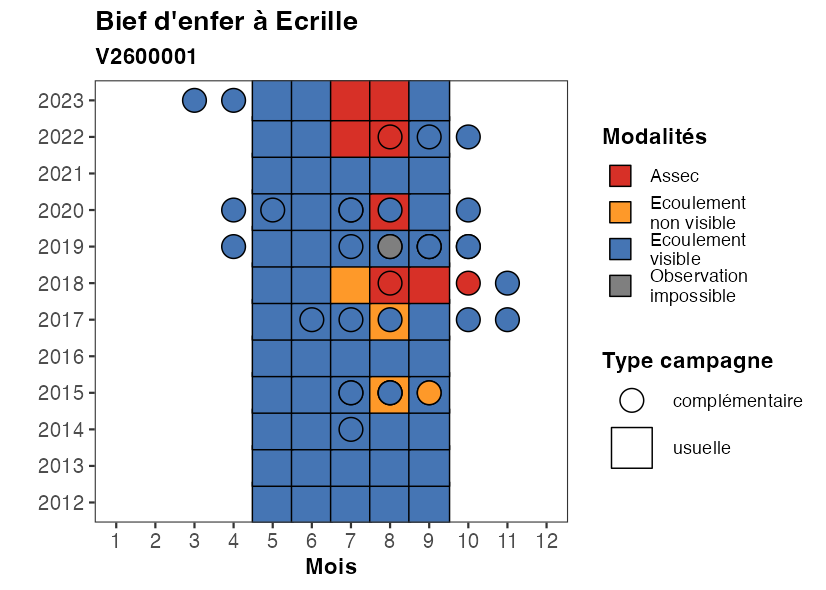 Bief d'enfer à Ecrille
V2600001
2023
2022
2021
2020
2019
2018
2017
2016
2015
2014
2013
2012
1 2 3 4 5 6 7 8 9 10 11 12
Mois
Modalités
Assec
Ecoulement
non visible
Ecoulement
visible
Observation
impossible
Type campagne
complémentaire
usuelle